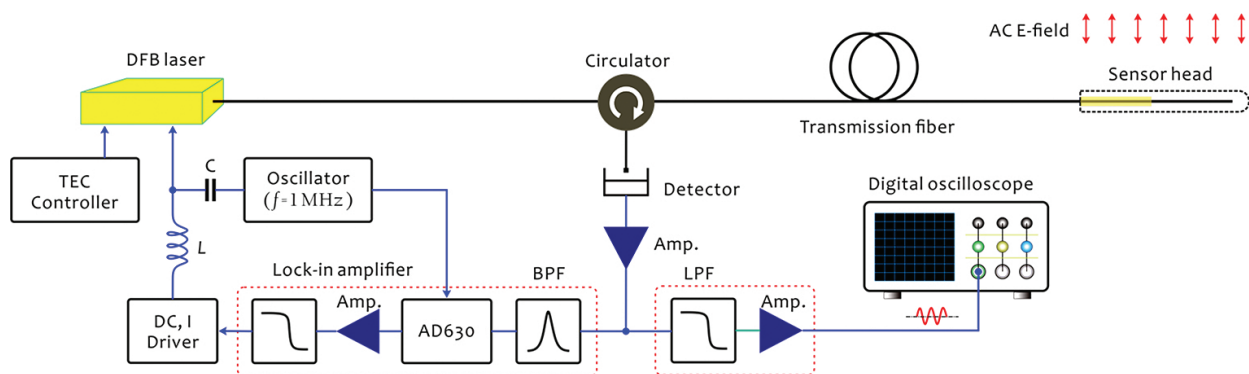 AC E-field
DFB laser
Circulator
Sensor head
Transmission fiber
TEC
Controller
C
Oscillator
(f=1 MHz)
Detector
Digital oscilloscope
L
Amp.
Lock-in amplifier
BPF
LPF
Amp.
Amp.
DC, I
Driver
AD630